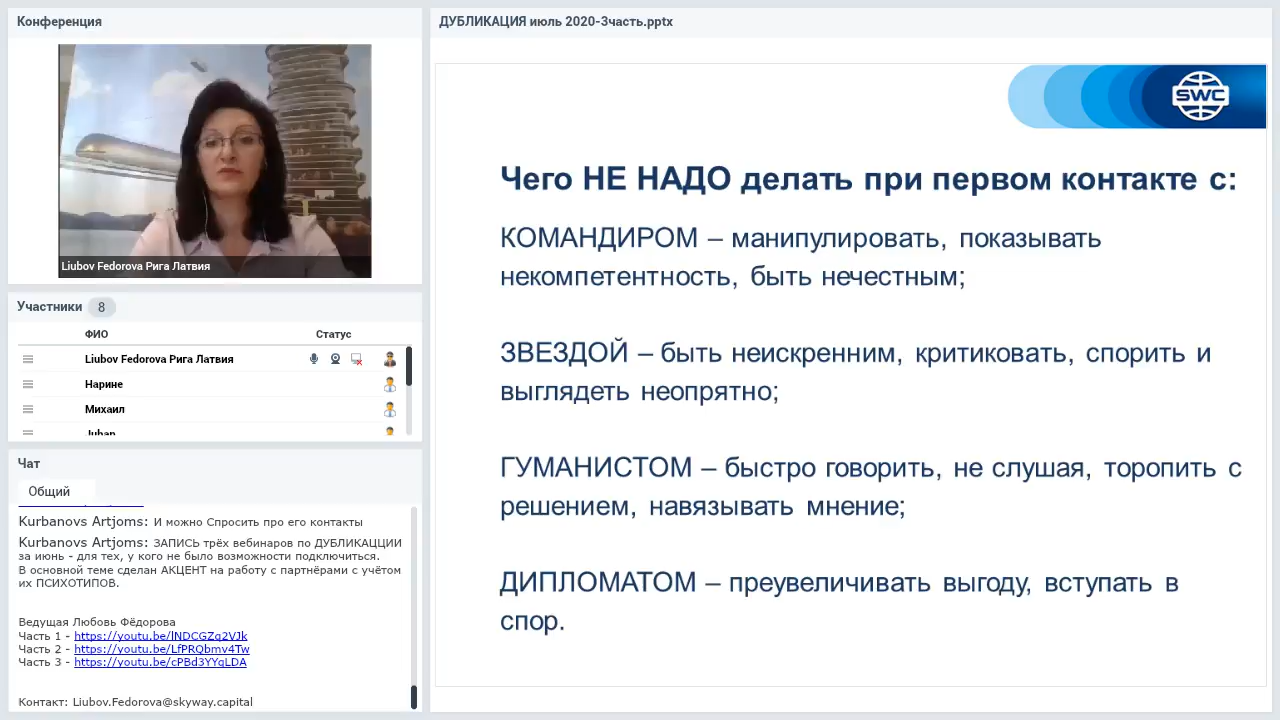 Конференция
Liubov Fedorova Рига Латвия
Участники 8
ФИО Статус
Liubov Fedorova Рига Латвия
Нарине
Михаил
Чат
Общий
Kurbanovs Artjoms: И можно Спросить про его контакты
Kurbanovs Artjoms: ЗАПИСЬ трёх вебинаров по ДУБЛИКАЦЦИИ
за июнь - для тех, у кого не было возможности подключиться.
В основной теме сделан АКЦЕНТ на работу с партнёрами с учётом
их ПСИХОТИПОВ.
Ведущая Любовь Фёдорова
Часть 1 - https://youtu.be/lNDCGZq2VJk
Часть 2 - https://youtu.be/LfPRQbmv4Tw
Часть 3 - https://youtu.be/cPBd3YYqLDA
Контакт: Liubov.Fedorova@skyway.capital
ДУБЛИКАЦИЯ июль 2020-3часть.pptx
SWC
Чего НЕ НАДО делать при первом контакте с:
КОМАНДИРОМ – манипулировать, показывать
некомпетентность, быть нечестным;
ЗВЕЗДОЙ – быть неискренним, критиковать, спорить и
выглядеть неопрятно;
ГУМАНИСТОМ – быстро говорить, не слушая, торопить с
решением, навязывать мнение;
ДИПЛОМАТОМ – преувеличивать выгоду, вступать в
спор.